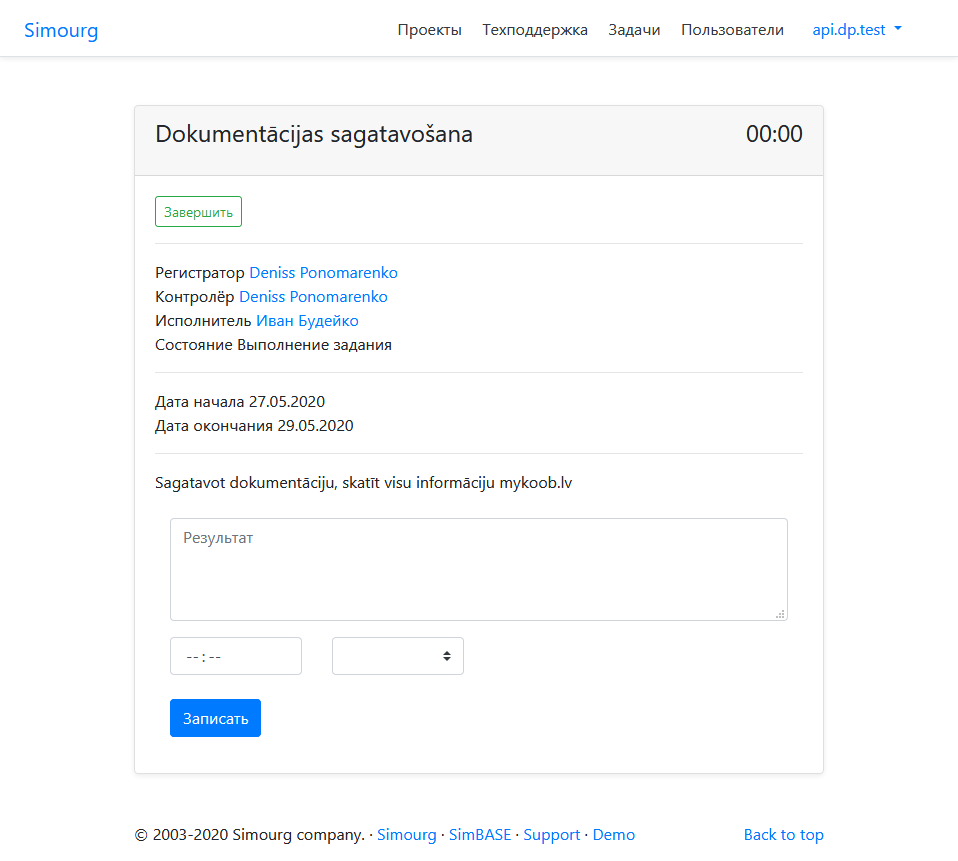 Simourg Проекты Техподдержка Задачи Пользователи api.dp.test
Dokumentācijas sagatavošana 00:00
Завершить
Регистратор Deniss Ponomarenko
Контролёр Deniss Ponomarenko
Исполнитель Иван Будейко
Состояние Выполнение задания
Дата начала 27.05.2020
Дата окончания 29.05.2020
Sagatavot dokumentāciju, skatīt visu informāciju mykoob.lv
Результат
--:--
Записать
© 2003-2020 Simourg company. · Simourg · SimBASE · Support · Demo Back to top